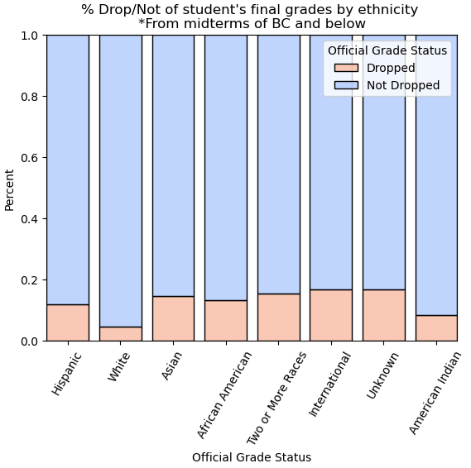 % Drop/Not of student's final grades by ethnicity
*From midterms of BC and below
Official Grade Status
Dropped
Not Dropped
Percent
1.0
0.8
0.6
0.4
0.2
0.0
Hispanic
White
Asian
African American
Two or More Races
International
Unknown
American Indian
Official Grade Status